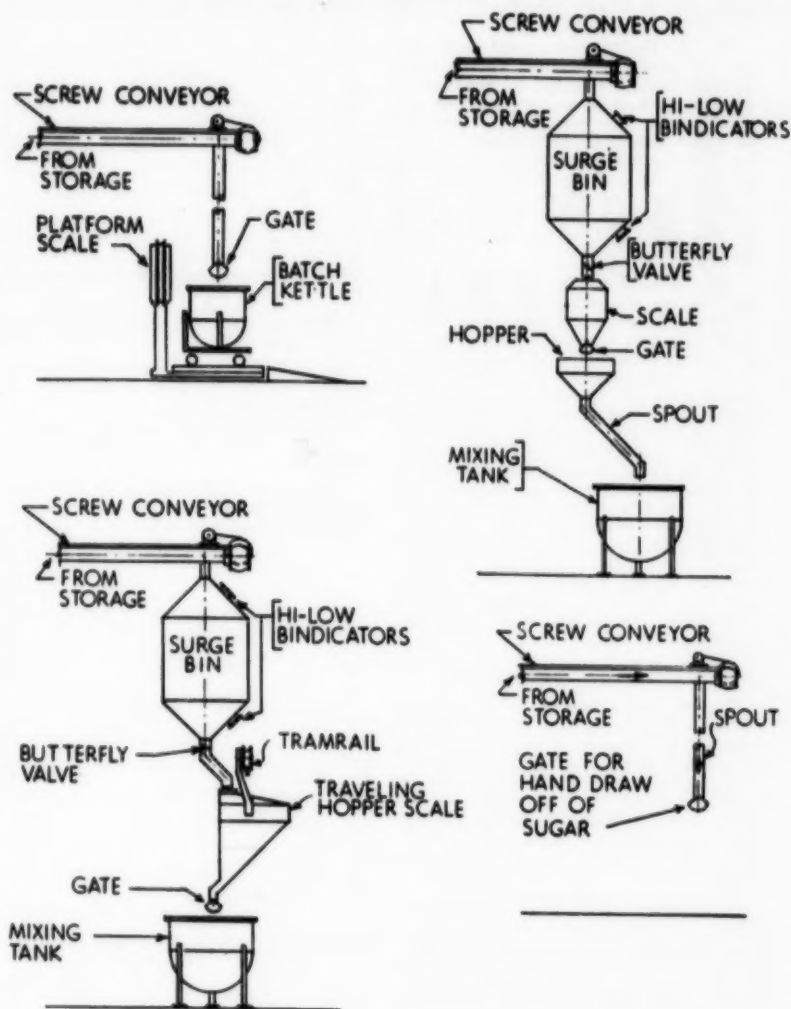 SCREW CONVEYOR
FROM
STORAGE
PLATFORM
SCALE
GATE
BATCH
KETTLE
SCREW CONVEYOR
FROM
STORAGE
HI-LOW
BINDICATORS
SURGE
BIN
BUTTERFLY
VALVE
SCALE
HOPPER
GATE
SPOUT
MIXING
TANK
SCREW CONVEYOR
FROM
STORAGE
HI-LOW
BINDICATORS
SURGE
BIN
BUTTERFLY
VALVE
TRAMRAIL
TRAVELING
HOPPER SCALE
GATE
MIXING
TANK
SCREW CONVEYOR
FROM
STORAGE
SPOUT
GATE FOR
HAND DRAW
OFF OF
SUGAR